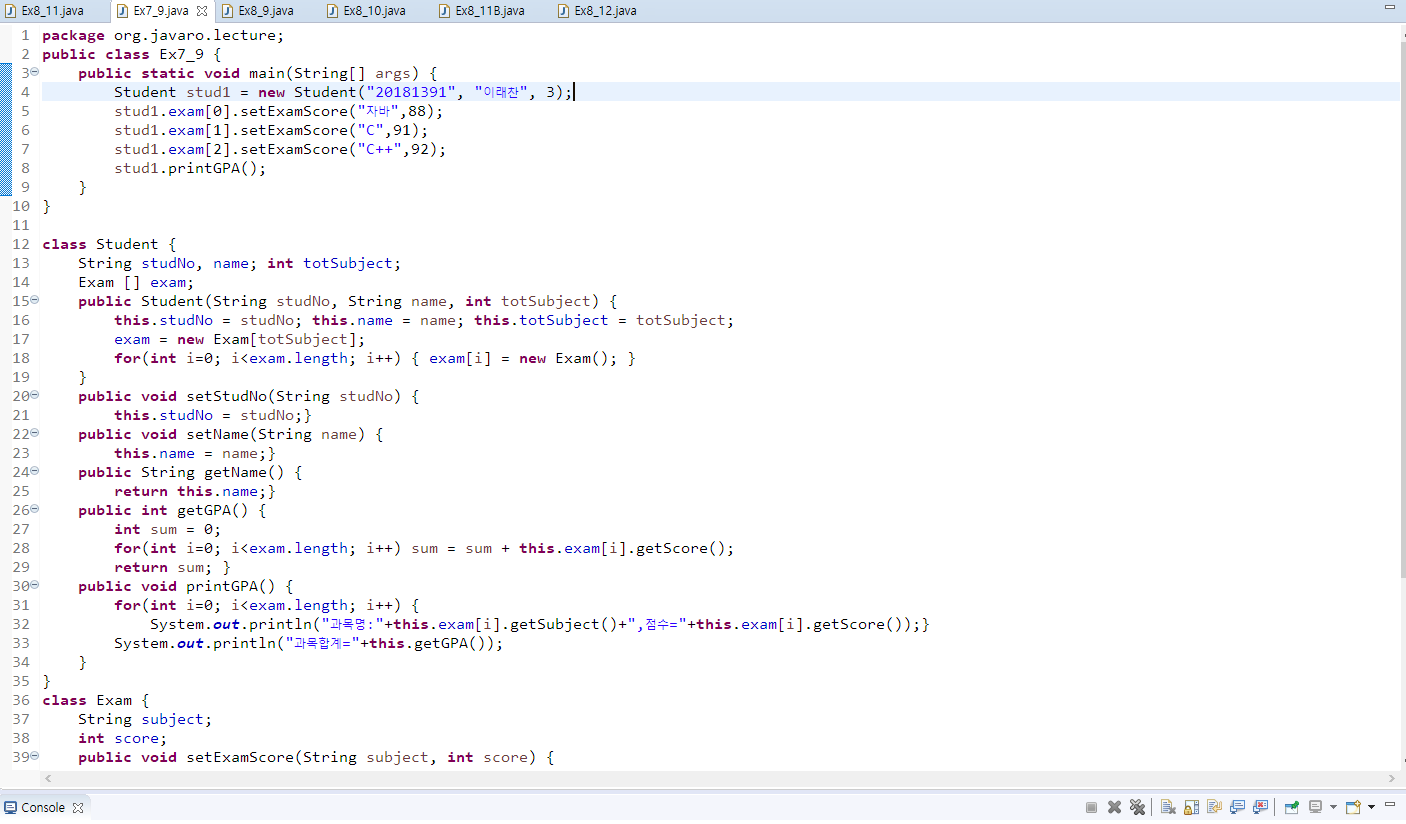 Ex8_11.java Ex7_9.java Ex8_9.java Ex8_10.java Ex8_11B.java Ex8_12.java
1 package org.javaro.lecture;
2 public class Ex7_9 {
3 public static void main(String[] args) {
4 Student stud1 = new Student("20181391", "이래찬", 3);
5 stud1.exam[0].setExamScore("자바",88);
6 stud1.exam[1].setExamScore("C",91);
7 stud1.exam[2].setExamScore("C++",92);
8 stud1.printGPA();
9 }
10 }
11
12 class Student {
13 String studNo, name; int totSubject;
14 Exam [] exam;
15 public Student(String studNo, String name, int totSubject) {
16 this.studNo = studNo; this.name = name; this.totSubject = totSubject;
17 exam = new Exam[totSubject];
18 for(int i=0; i<exam.length; i++) { exam[i] = new Exam(); }
19 }
20 public void setStudNo(String studNo) {
21 this.studNo = studNo;}
22 public void setName(String name) {
23 this.name = name;}
24 public String getName() {
25 return this.name;}
26 public int getGPA() {
27 int sum = 0;
28 for(int i=0; i<exam.length; i++) sum = sum + this.exam[i].getScore();
29 return sum; }
30 public void printGPA() {
31 for(int i=0; i<exam.length; i++) {
32 System.out.println("과목명:"+this.exam[i].getSubject()+",점수="+this.exam[i].getScore());}
33 System.out.println("과목합계="+this.getGPA());
34 }
35 }
36 class Exam {
37 String subject;
38 int score;
39 public void setExamScore(String subject, int score) {
Console